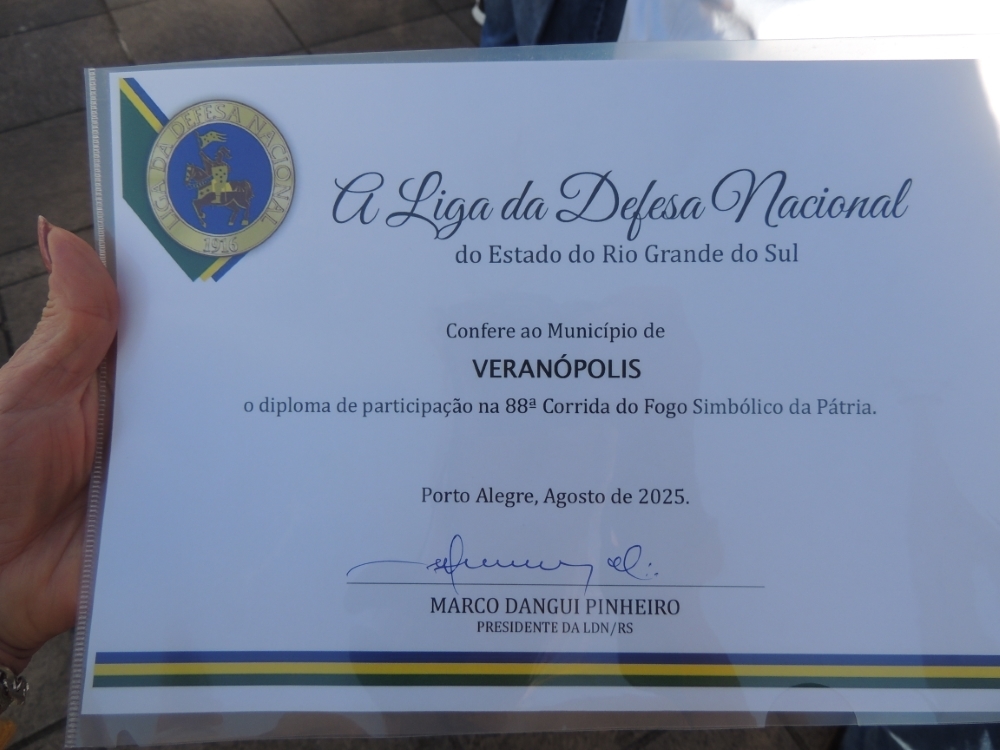 LIGA DA DEFESA NACIONAL
1916
A Liga da Defesa Nacional
do Estado do Rio Grande do Sul
Confere ao Município de
VERANÓPOLIS
o diploma de participação na 88ª Corrida do Fogo Simbólico da Pátria.
Porto Alegre, Agosto de 2025.
MARCO DANGUI PINHEIRO
PRESIDENTE DA LDN/RS